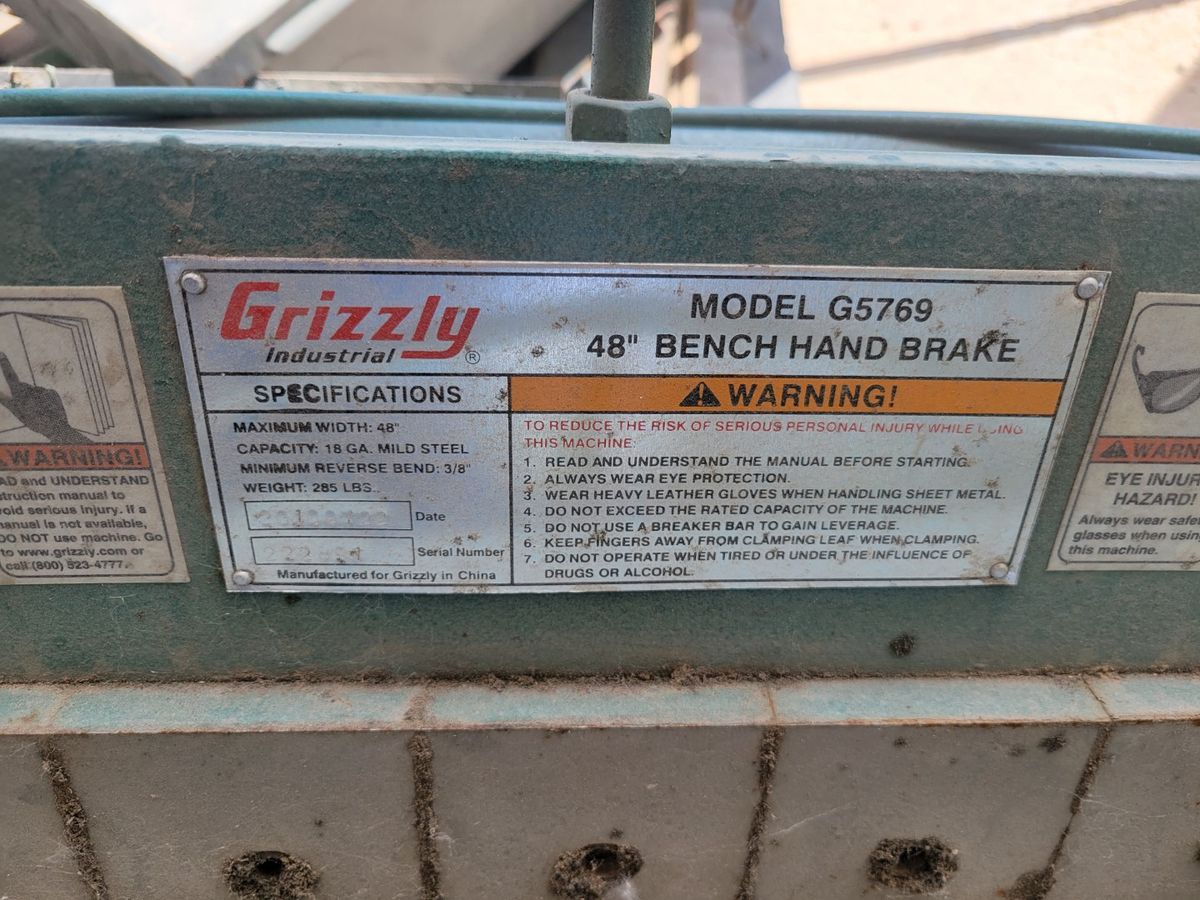 Grizzly
Industrial ®
MODEL G5769
48" BENCH HAND BRAKE
SPECIFICATIONS
MAXIMUM WIDTH: 48"
CAPACITY: 18 GA. MILD STEEL
MINIMUM REVERSE BEND: 3/8"
WEIGHT: 285 LBS.
Date
Serial Number
Manufactured for Grizzly in China
WARNING!
TO REDUCE THE RISK OF SERIOUS PERSONAL INJURY WHILE USING
THIS MACHINE:
1. READ AND UNDERSTAND THE MANUAL BEFORE STARTING.
2. ALWAYS WEAR EYE PROTECTION.
3. WEAR HEAVY LEATHER GLOVES WHEN HANDLING SHEET METAL.
4. DO NOT EXCEED THE RATED CAPACITY OF THE MACHINE.
5. DO NOT USE A BREAKER BAR TO GAIN LEVERAGE.
6. KEEP FINGERS AWAY FROM CLAMPING LEAF WHEN CLAMPING.
7. DO NOT OPERATE WHEN TIRED OR UNDER THE INFLUENCE OF
DRUGS OR ALCOHOL.
WARNING!
AD and UNDERSTAND
truction manual to
oid serious injury. If a
anual is not available,
DO NOT use machine. Go
to www.grizzly.com or
call (800) 523-4777.
WARN
EYE INJUR
HAZARD!
Always wear safe
glasses when usin
this machine.